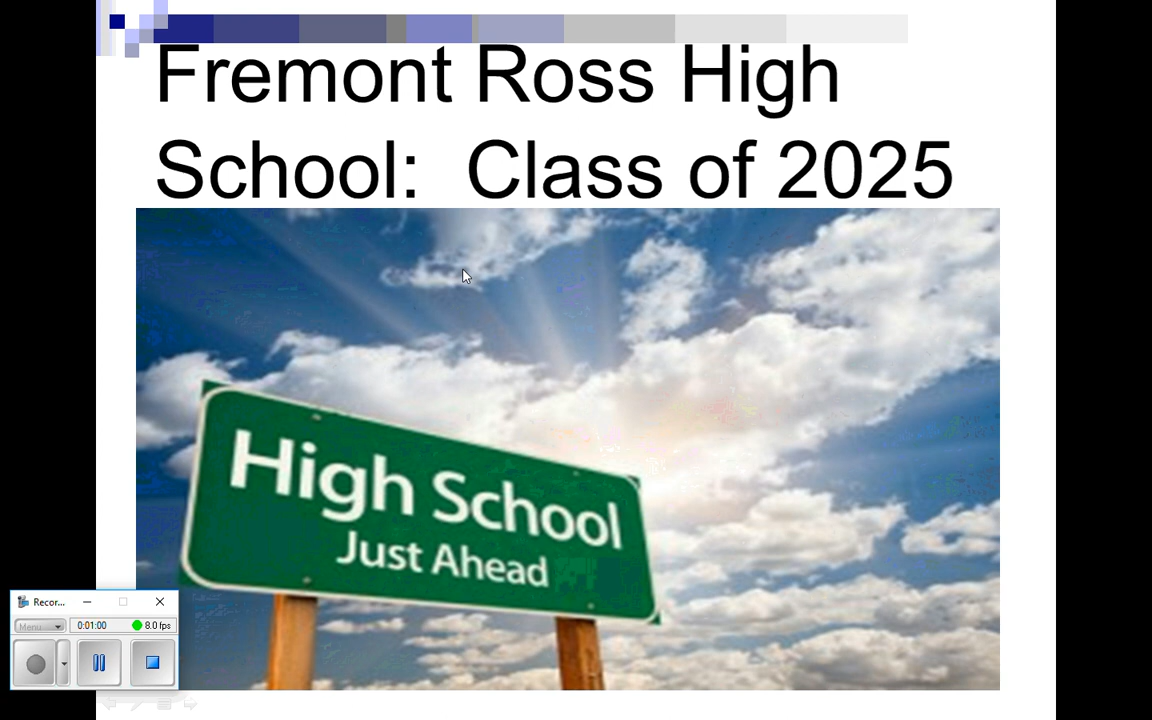 Fremont Ross High
School:  Class of 2025
High School
Just Ahead
Recor...
Menu
0:01:00
8.0 fps